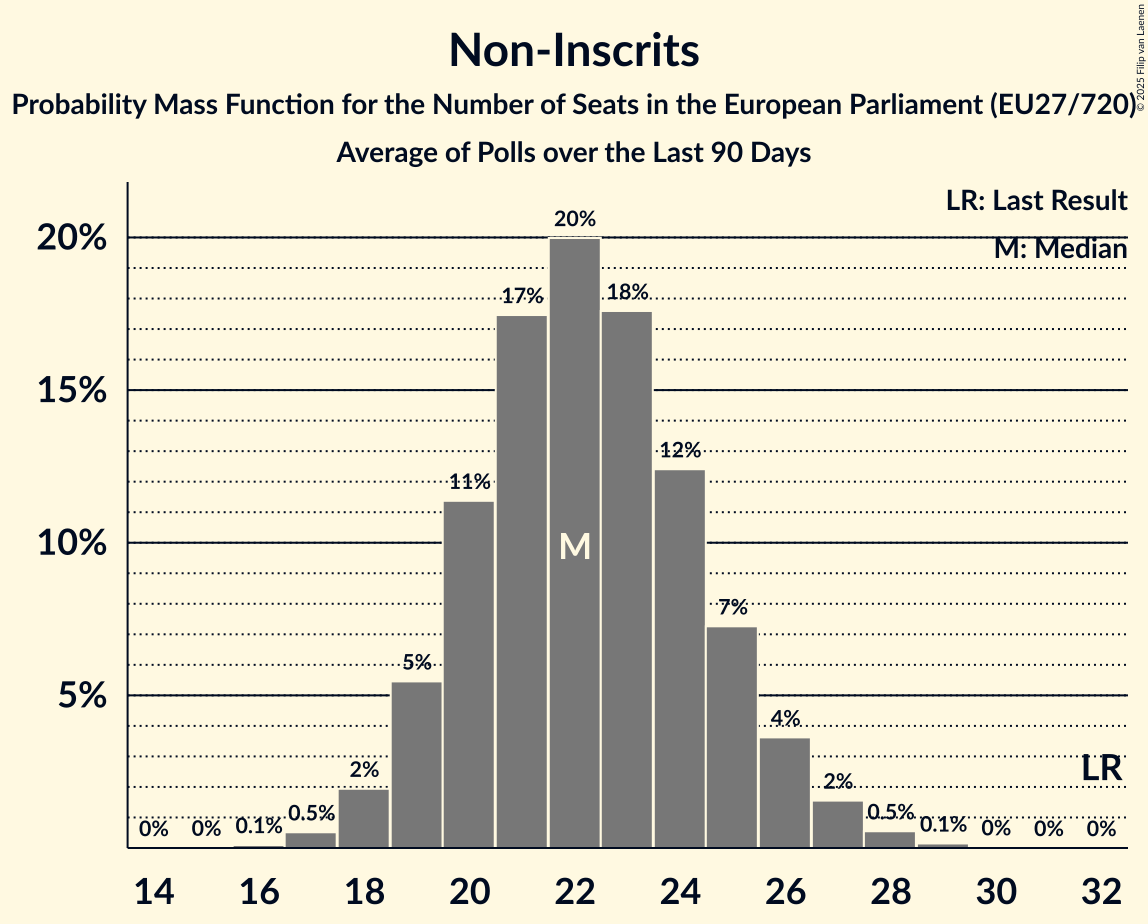 Non-Inscrits
Probability Mass Function for the Number of Seats in the European Parliament (EU27/720)
Average of Polls over the Last 90 Days
© 2025 Filip van Laenen
LR: Last Result
M: Median
20%
15%
10%
5%
0%
0%
0.1%
0.5%
2%
5%
11%
17%
20%
18%
12%
7%
4%
2%
0.5%
0.1%
0%
0%
0%
M
LR
14 16 18 20 22 24 26 28 30 32